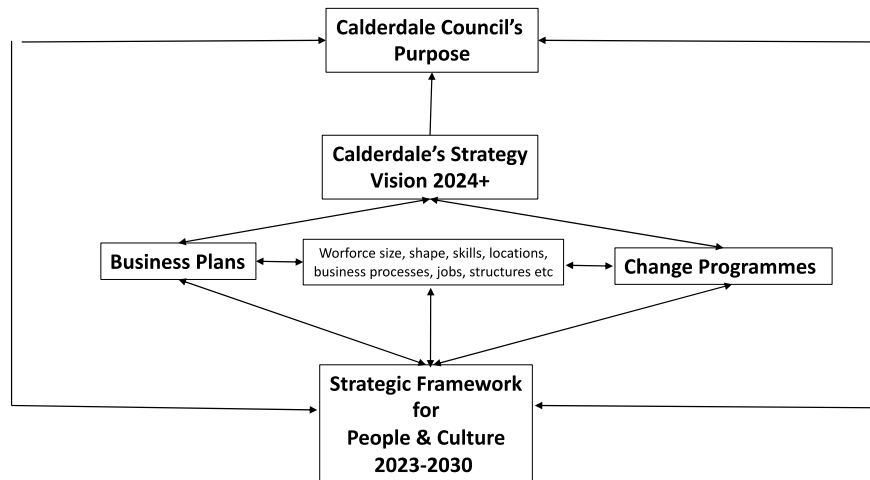 Calderdale Council's
Purpose
Calderdale's Strategy
Vision 2024+
Business Plans
Worforce size, shape, skills, locations,
business processes, jobs, structures etc
Change Programmes
Strategic Framework
for
People & Culture
2023-2030